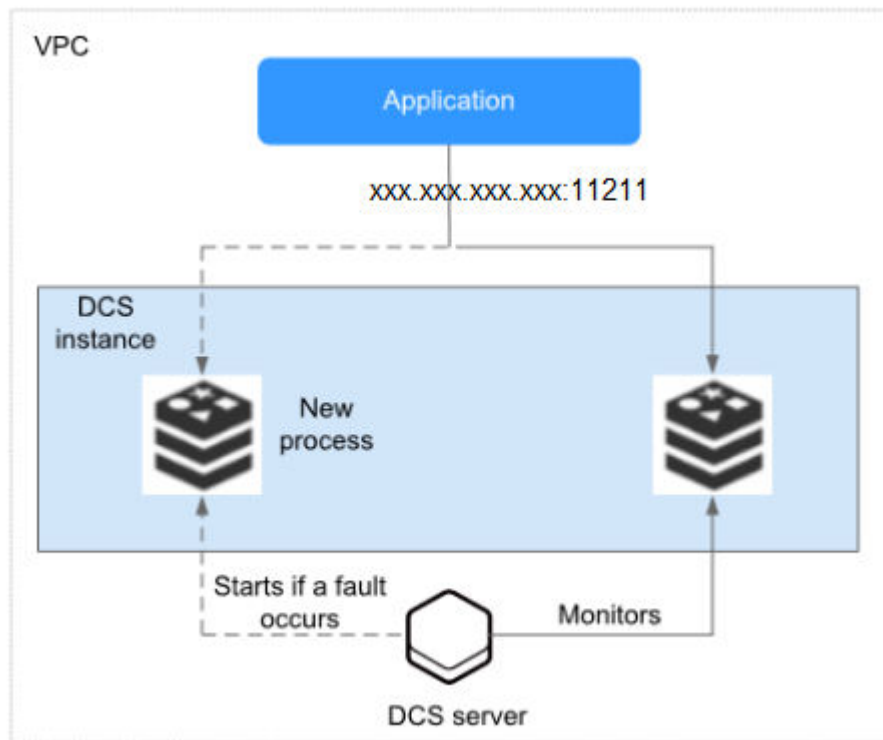 VPC
Application
xxx.xxx.xxx.xxx:11211
DCS
instance
New
process
Starts if a fault
occurs
Monitors
DCS server